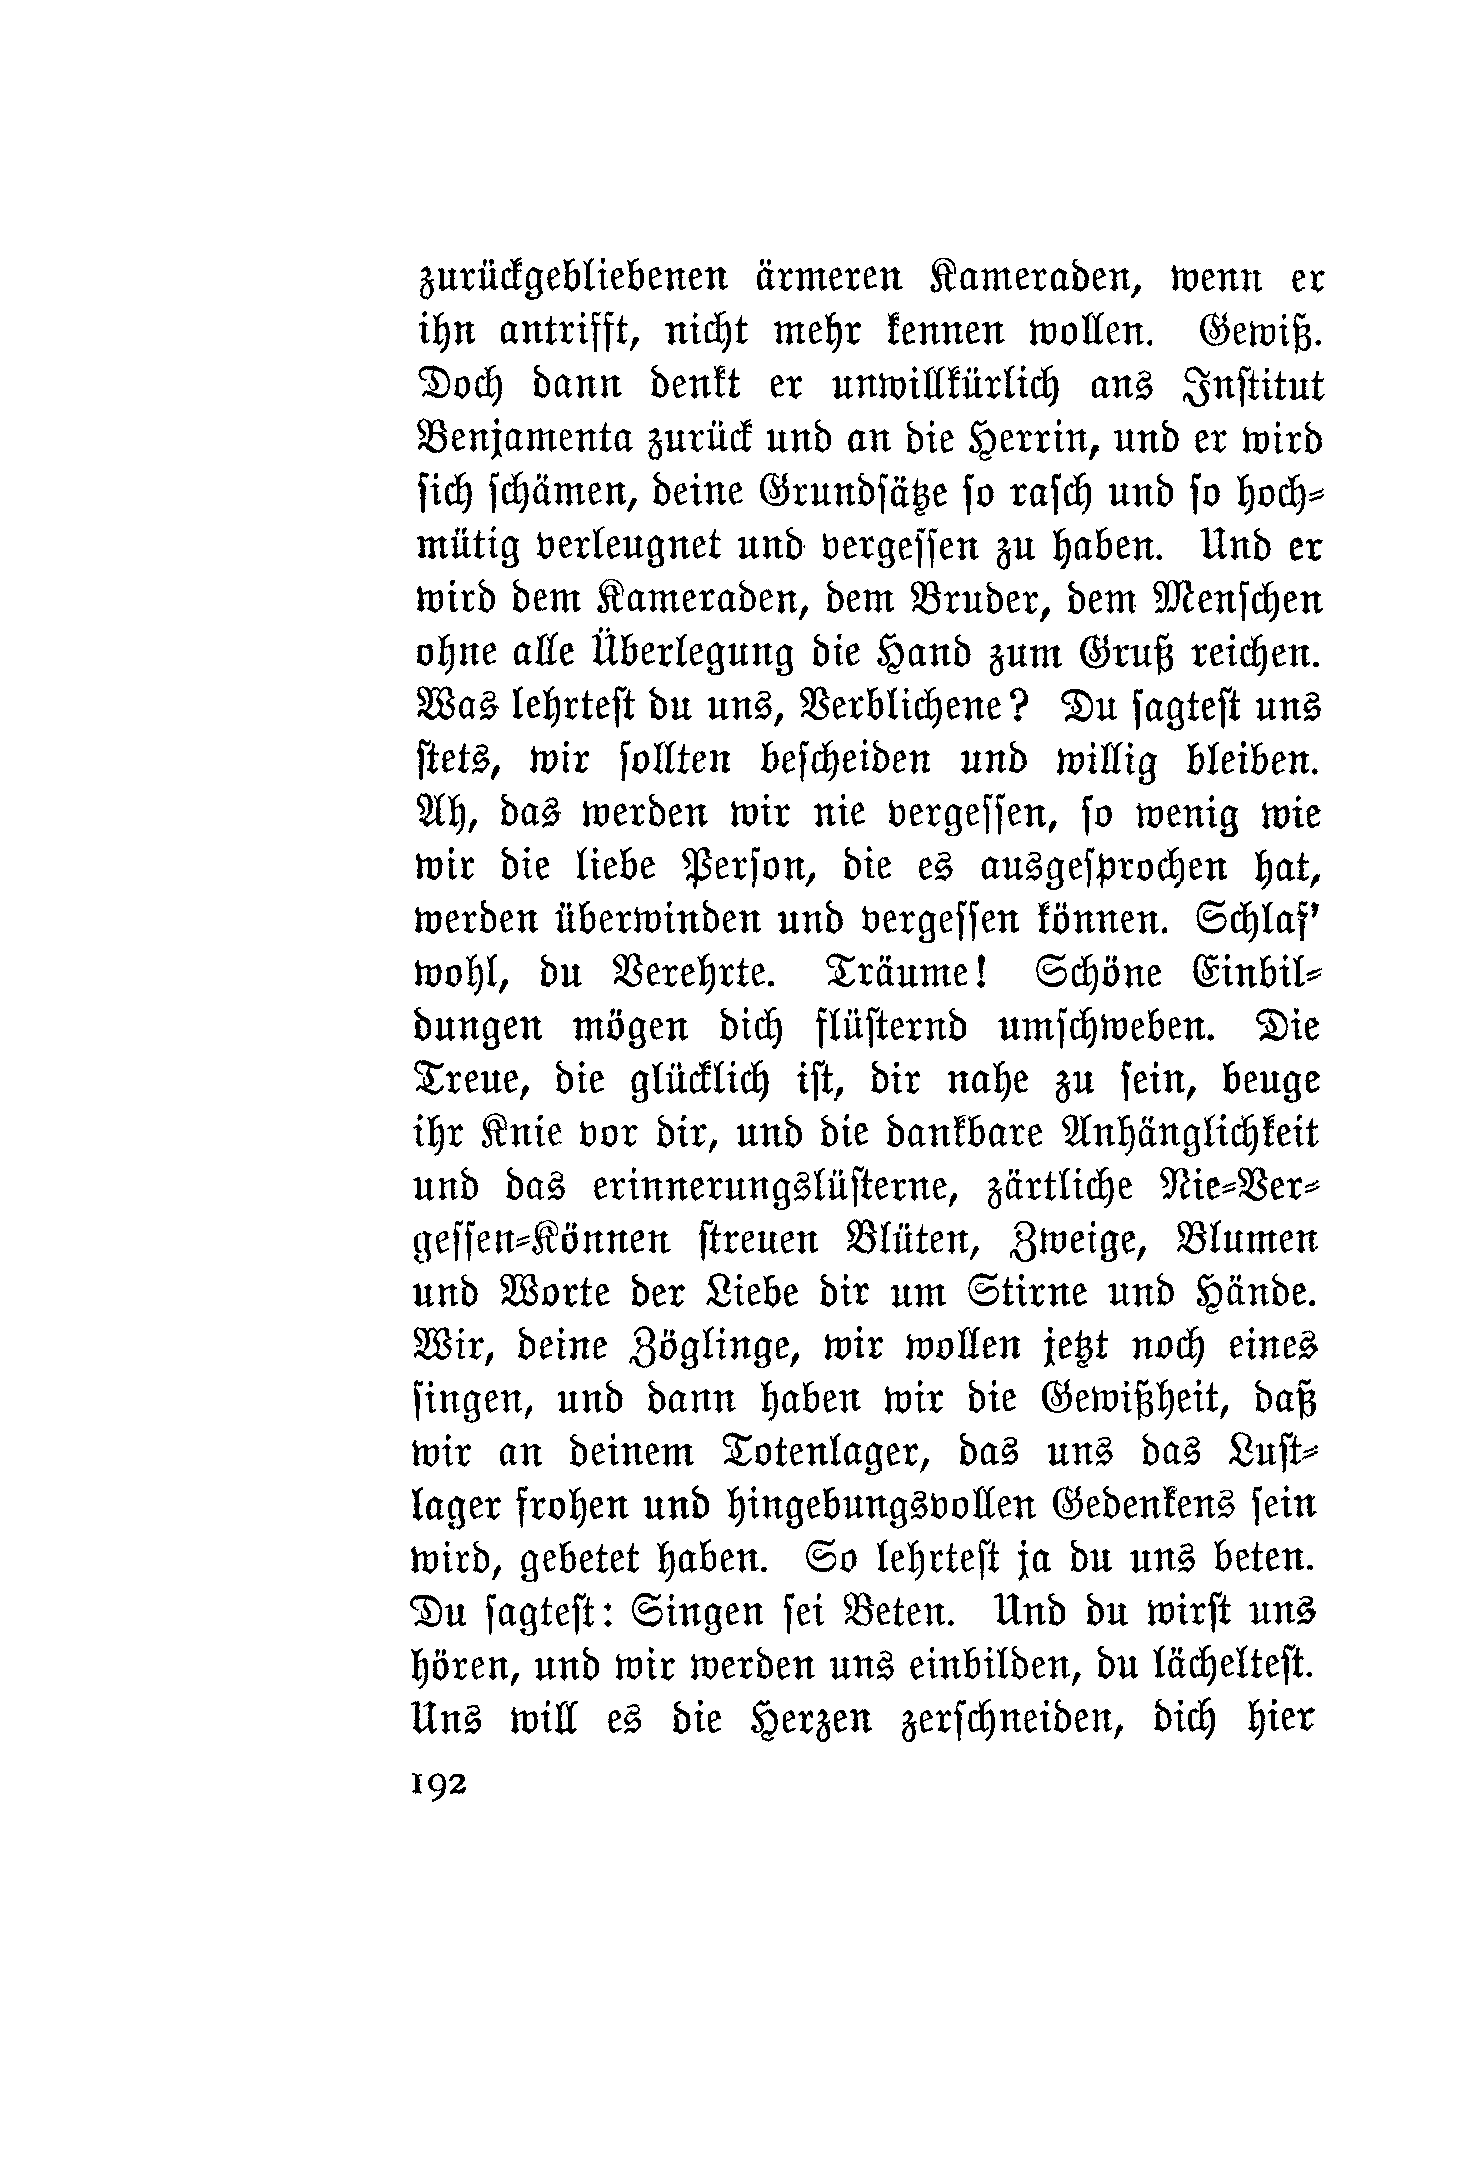 zurückgebliebenen ärmeren Kameraden, wenn er
ihn antrifft, nicht mehr kennen wollen. Gewiß.
Doch dann denkt er unwillkürlich ans Inſtitut
Benjamenta zurück und an die Herrin, und er wird
ſich ſchämen, deine Grundſätze ſo raſch und ſo hoch⸗
mütig verleugnet und vergeſſen zu haben. Und er
wird dem Kameraden, dem Bruder, dem Menſchen
ohne alle Überlegung die Hand zum Gruß reichen.
Was lehrteſt du uns, Verblichene? Du ſagteſt uns
ſtets, wir ſollten beſcheiden und willig bleiben.
Ah, das werden wir nie vergeſſen, ſo wenig wie
wir die liebe Perſon, die es ausgeſprochen hat,
werden überwinden und vergeſſen können. Schlaf'
wohl, du Verehrte. Träume! Schöne Einbil⸗
dungen mögen dich flüſternd umſchweben. Die
Treue, die glücklich iſt, dir nahe zu ſein, beuge
ihr Knie vor dir, und die dankbare Anhänglichkeit
und das erinnerungslüſterne, zärtliche Nie⸗Ver⸗
geſſen⸗Können ſtreuen Blüten, Zweige, Blumen
und Worte der Liebe dir um Stirne und Hände.
Wir, deine Zöglinge, wir wollen jetzt noch eines
ſingen, und dann haben wir die Gewißheit, daß
wir an deinem Totenlager, das uns das Luſt⸗
lager frohen und hingebungsvollen Gedenkens ſein
wird, gebetet haben. So lehrteſt ja du uns beten.
Du ſagteſt: Singen ſei Beten. Und du wirſt uns
hören, und wir werden uns einbilden, du lächelteſt.
Uns will es die Herzen zerſchneiden, dich hier
192